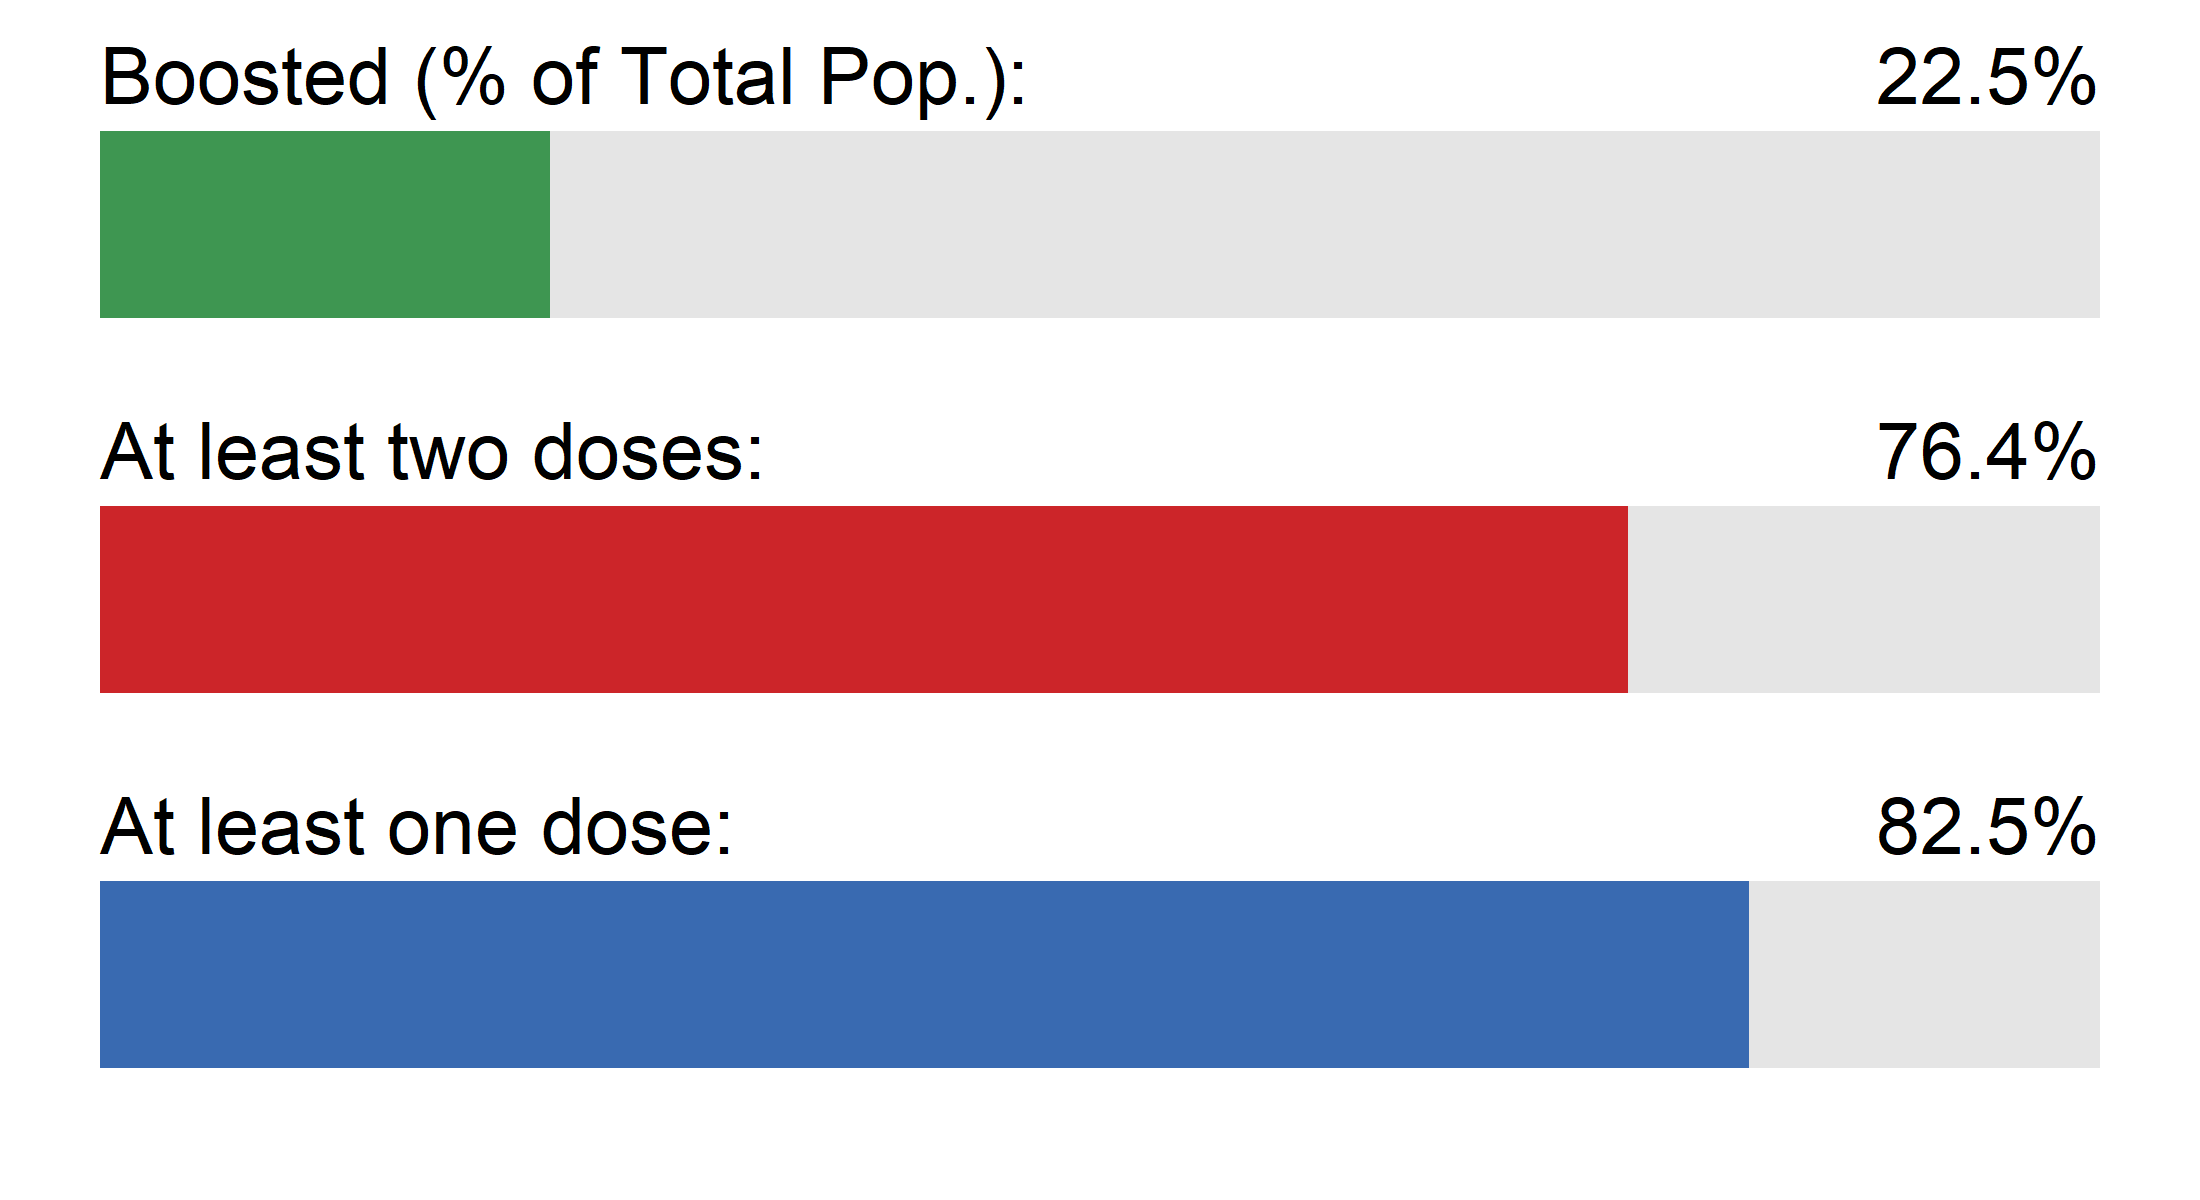 Boosted (% of Total Pop.): 22.5%
At least two doses: 76.4%
At least one dose: 82.5%